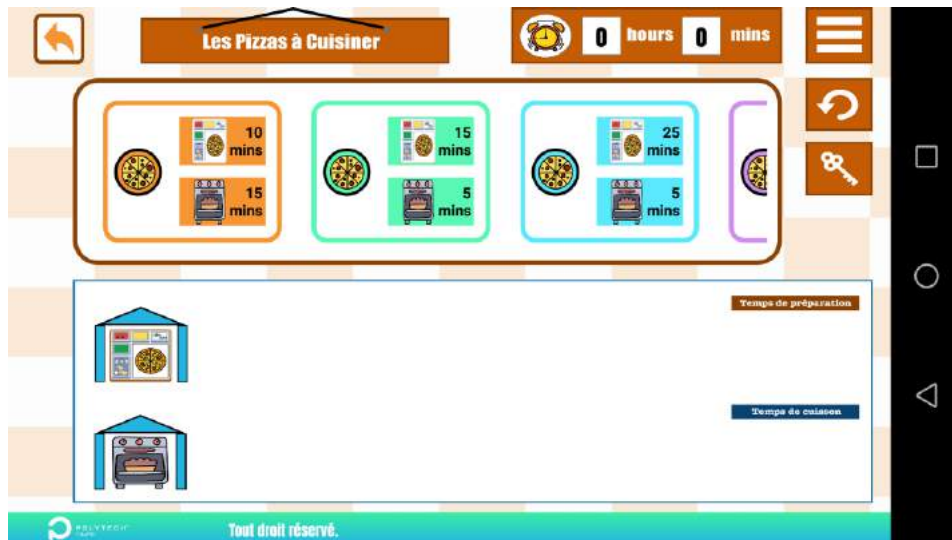 Les Pizzas à Cuisiner
0 hours 0 mins
10
mins
15
mins
15
mins
5
mins
25
mins
5
mins
Temps de préparation
Temps de cuisson
POLYTECH
Tout droit réservé.